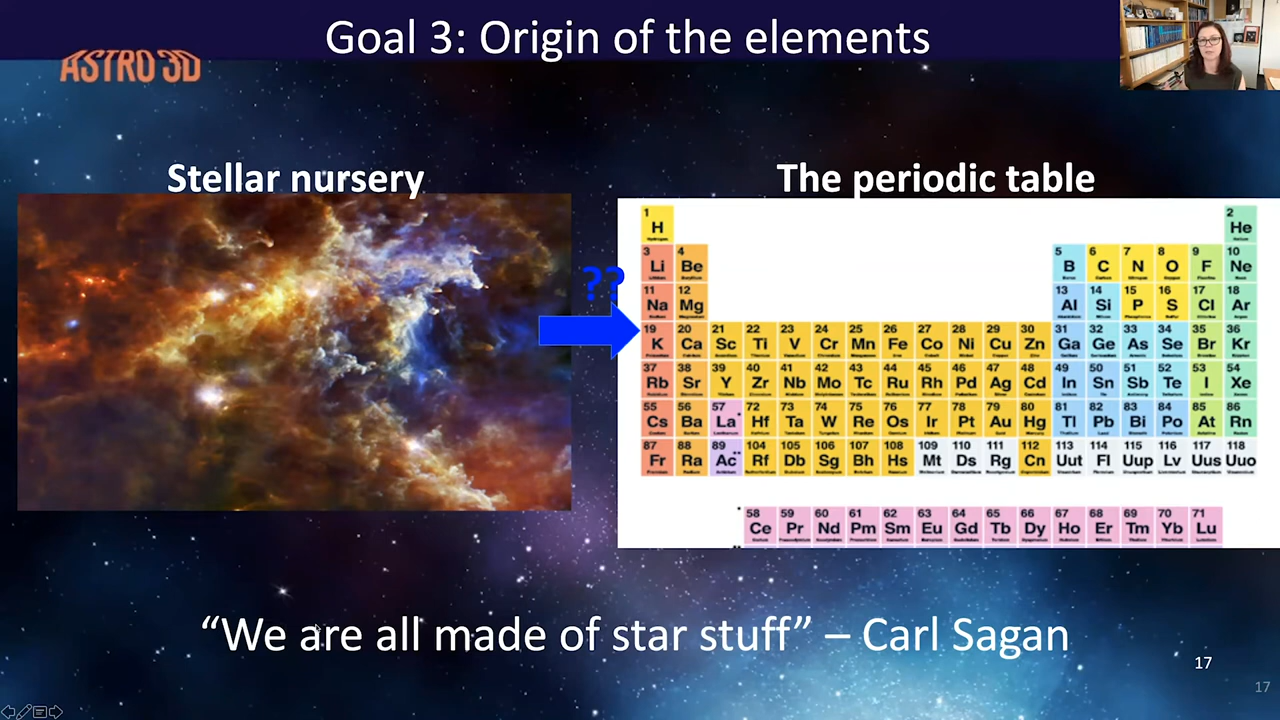 Goal 3: Origin of the elements
ASTRO 3D
Stellar nursery
The periodic table
??
1 2
H He
3 4 5 6 7 8 9 10
Li Be B C N O F Ne
11 12 13 14 15 16 17 18
Na Mg Al Si P S Cl Ar
19 20 21 22 23 24 25 26 27 28 29 30 31 32 33 34 35 36
K Ca Sc Ti V Cr Mn Fe Co Ni Cu Zn Ga Ge As Se Br Kr
37 38 39 40 41 42 43 44 45 46 47 48 49 50 51 52 53 54
Rb Sr Y Zr Nb Mo Tc Ru Rh Pd Ag Cd In Sn Sb Te I Xe
55 56 57 72 73 74 75 76 77 78 79 80 81 82 83 84 85 86
Cs Ba La Hf Ta W Re Os Ir Pt Au Hg Tl Pb Bi Po At Rn
87 88 89 104 105 106 107 108 109 110 111 112 113 114 115 116 117 118
Fr Ra Ac Rf Db Sg Bh Hs Mt Ds Rg Cn Uut Fl Uup Lv Uus Uuo
58 59 60 61 62 63 64 65 66 67 68 69 70 71
Ce Pr Nd Pm Sm Eu Gd Tb Dy Ho Er Tm Yb Lu
“We are all made of star stuff” – Carl Sagan
17
17